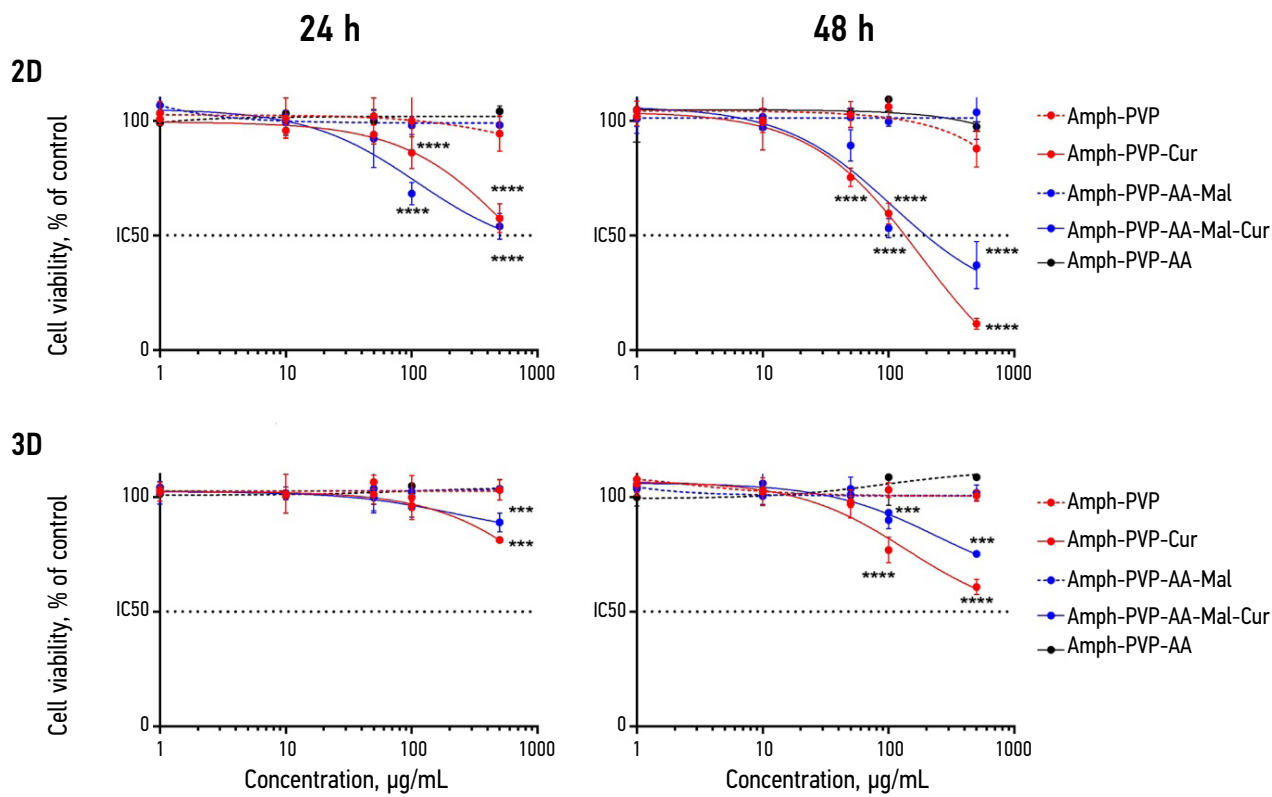 24 h
48 h
2D
Cell viability, % of control
100
IC50
0
****
****
****
****
1
10
100
1000
100
IC50
0
****
****
****
****
****
1
10
100
1000
Amph-PVP
Amph-PVP-Cur
Amph-PVP-AA-Mal
Amph-PVP-AA-Mal-Cur
Amph-PVP-AA
3D
Cell viability, % of control
100
IC50
0
***
***
1
10
100
1000
Concentration, µg/mL
100
IC50
0
***
***
****
****
1
10
100
1000
Concentration, µg/mL
Amph-PVP
Amph-PVP-Cur
Amph-PVP-AA-Mal
Amph-PVP-AA-Mal-Cur
Amph-PVP-AA